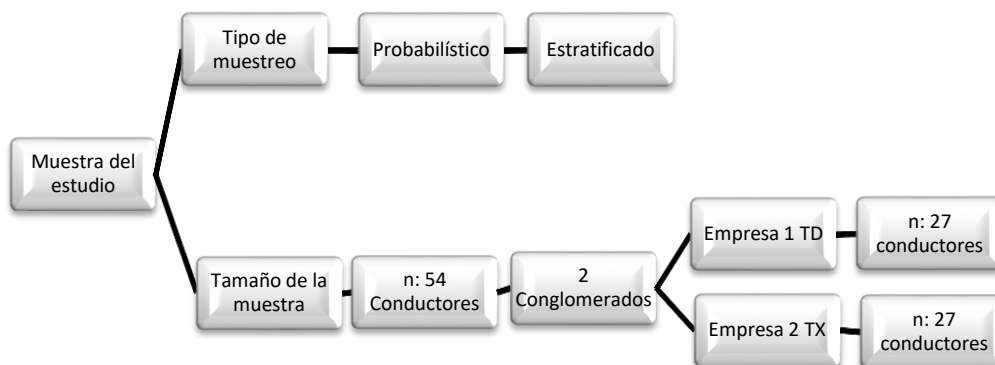 Tipo de
muestreo
Probabilístico
Estratificado
Muestra del
estudio
Tamaño de la
muestra
n: 54
Conductores
2
Conglomerados
Empresa 1 TD
n: 27
conductores
Empresa 2 TX
n: 27
conductores